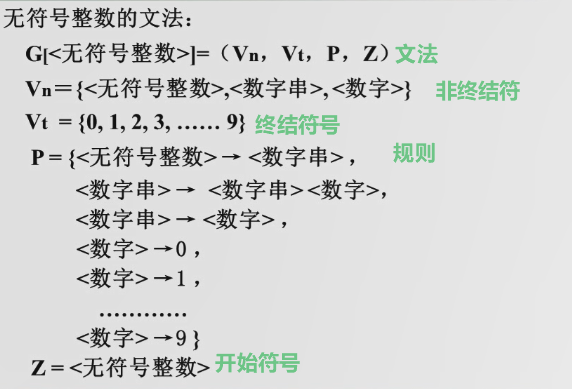 无符号整数的文法：
G[<无符号整数>]=（Vn，Vt，P，Z）文法
Vn＝{<无符号整数>,<数字串>,<数字>} 非终结符
Vt ={0, 1, 2, 3, …… 9} 终结符号
P＝{<无符号整数>→ <数字串>， 规则
<数字串>→ <数字串><数字>，
<数字串>→ <数字>，
<数字>→0，
<数字>→1，
…………
<数字>→9}
Z＝<无符号整数> 开始符号